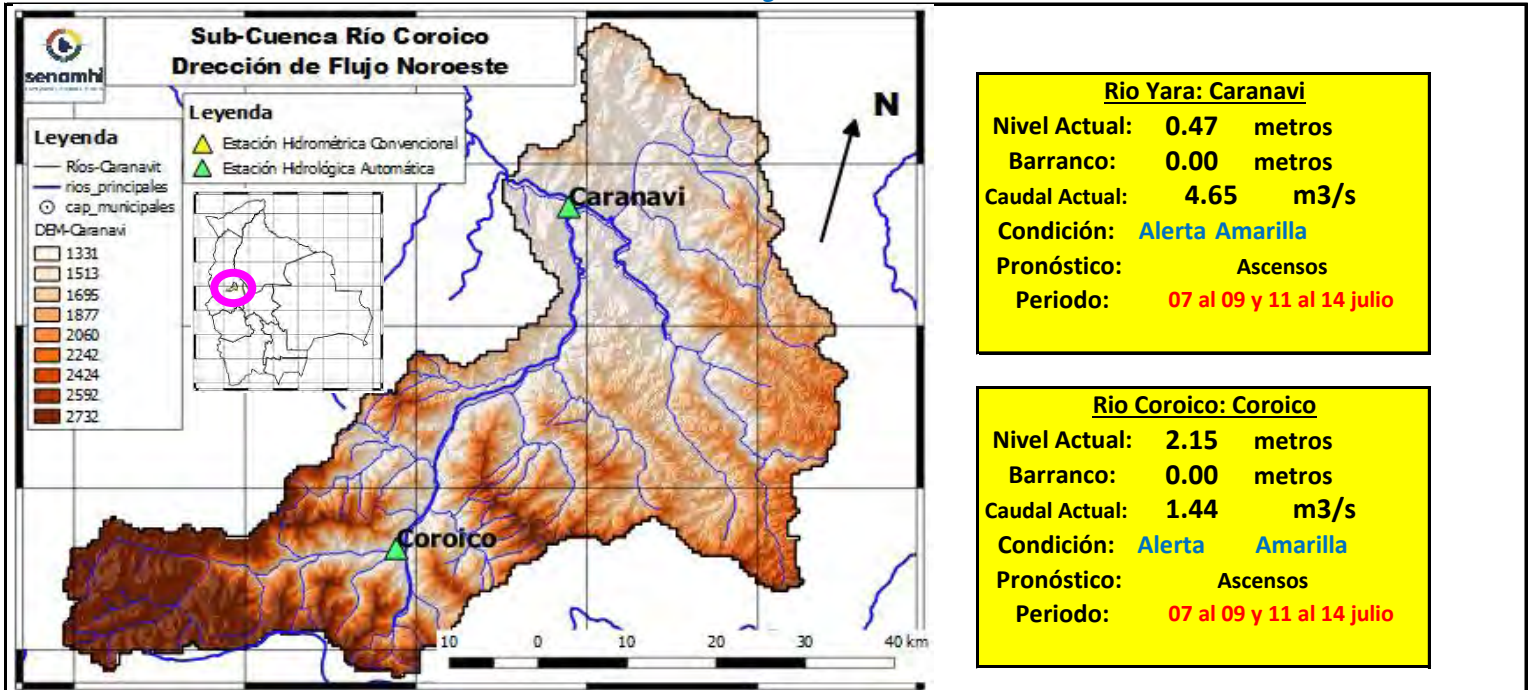 senamhi
Sub-Cuenca Río Coroico
Drección de Flujo Noroeste
Leyenda
Estación Hidrométrica Convencional
Estación Hidrológica Automática
Leyenda
Ríos-Caranavit
rios_principales
cap_municipales
DEM-Caranavi
1331
1513
1695
1877
2060
2242
2424
2592
2732
N
Caranavi
Coroico
10 0 10 20 30 40 km
Rio Yara: Caranavi
Nivel Actual: 0.47 metros
Barranco: 0.00 metros
Caudal Actual: 4.65 m3/s
Condición: Alerta Amarilla
Pronóstico: Ascensos
Periodo: 07 al 09 y 11 al 14 julio
Rio Coroico: Coroico
Nivel Actual: 2.15 metros
Barranco: 0.00 metros
Caudal Actual: 1.44 m3/s
Condición: Alerta Amarilla
Pronóstico: Ascensos
Periodo: 07 al 09 y 11 al 14 julio